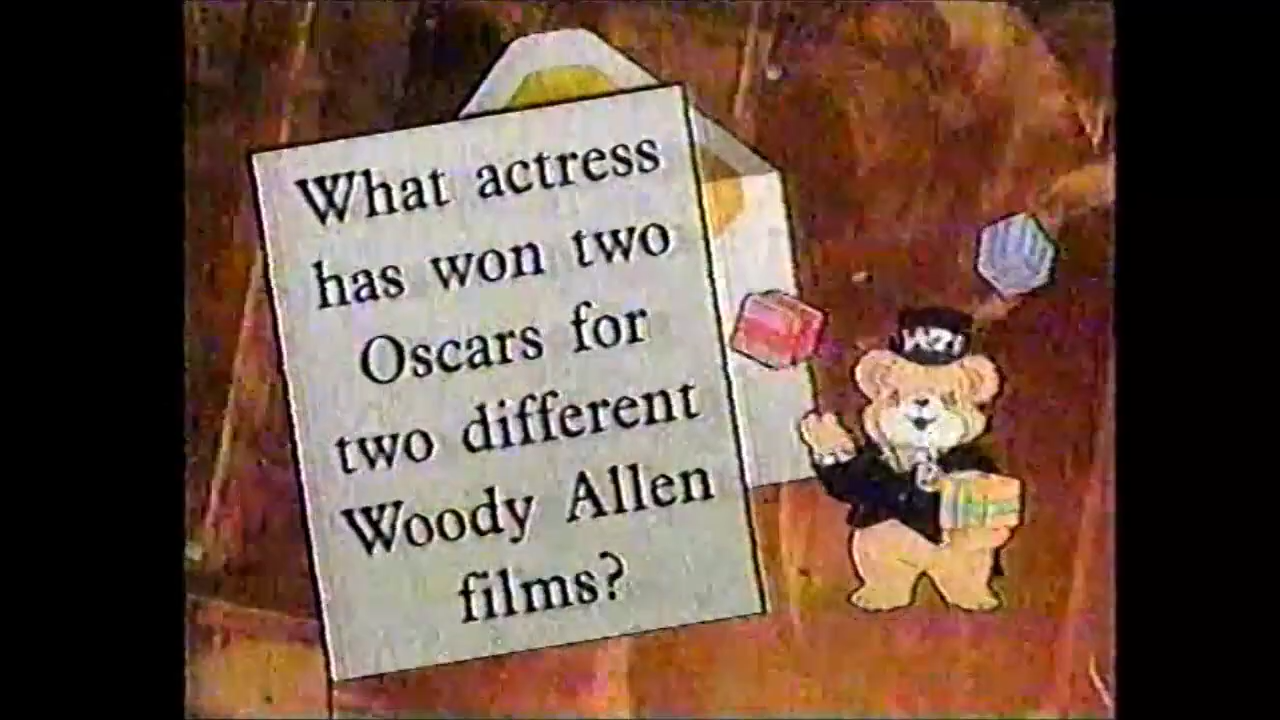 What actress
has won two
Oscars for
two different
Woody Allen
films?